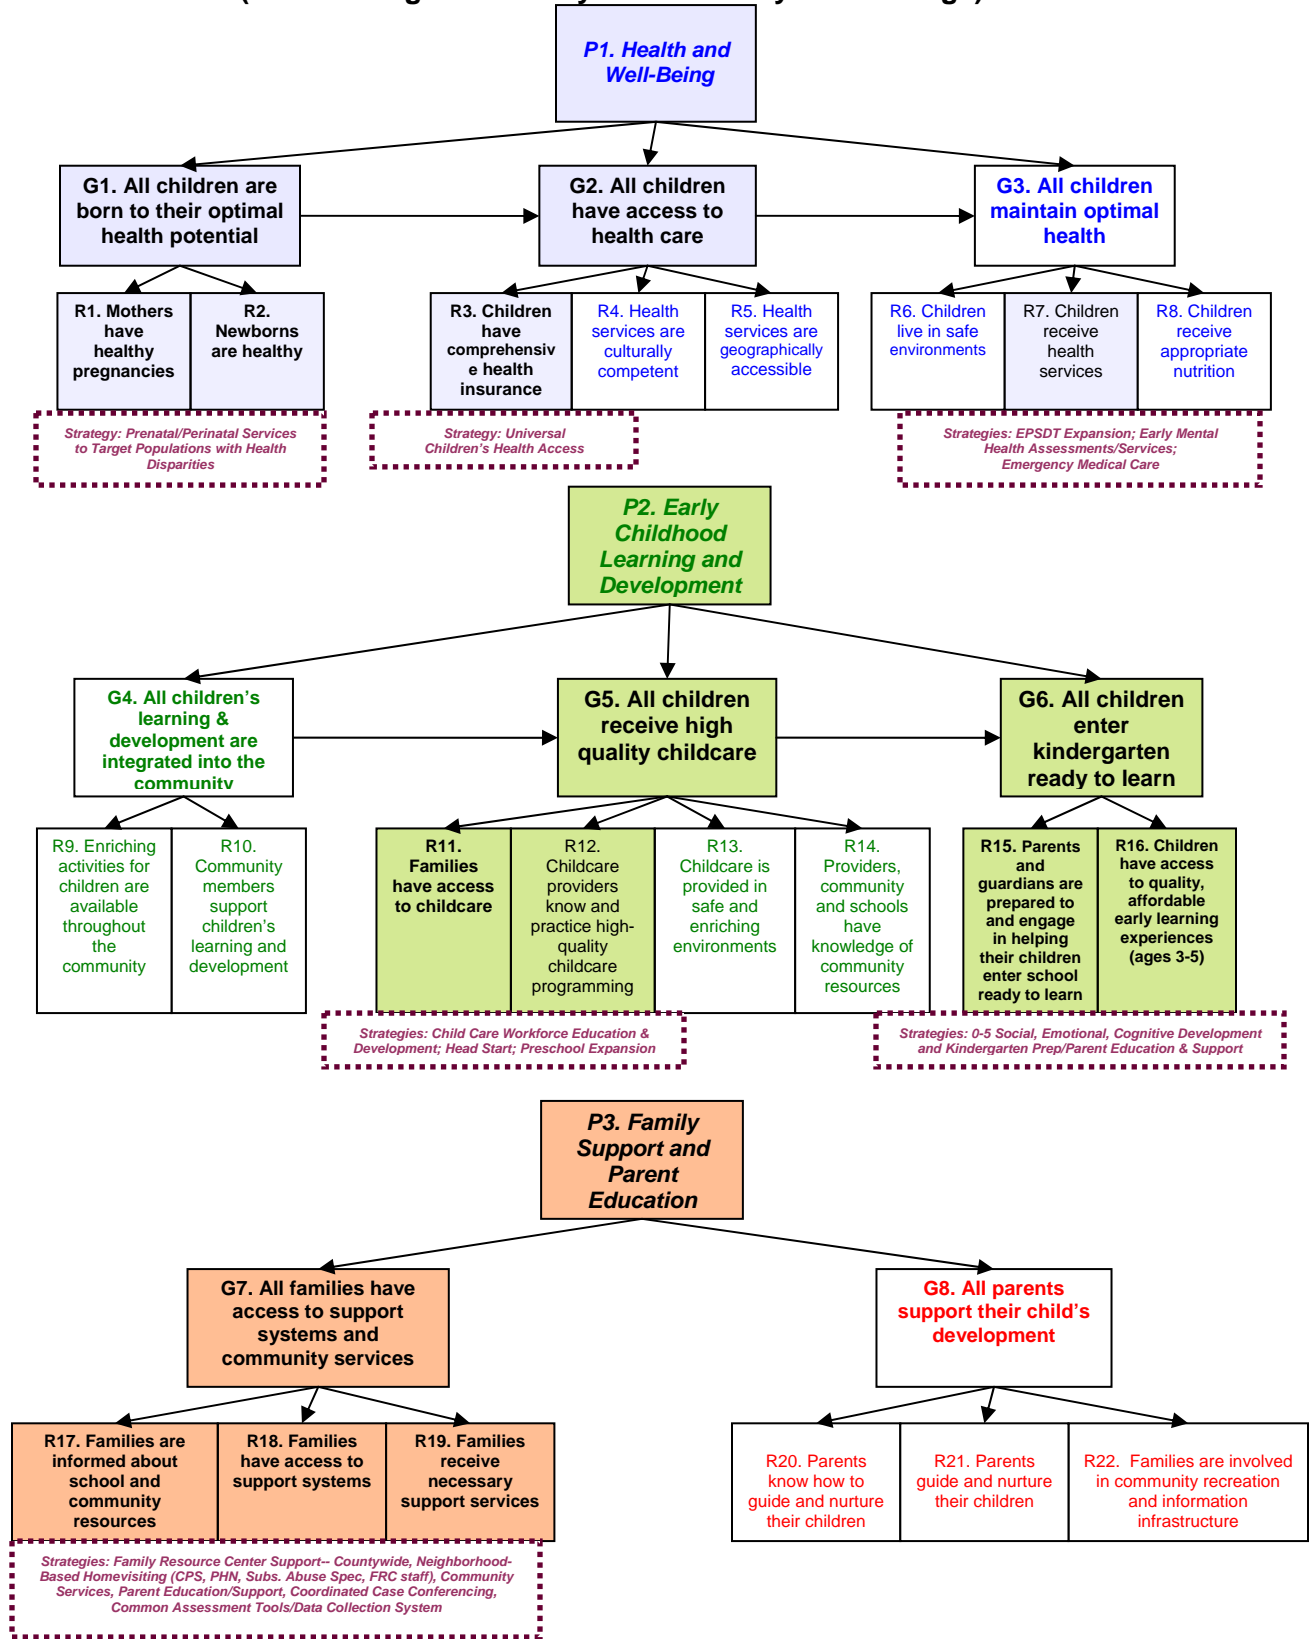 P1. Health and
Well-Being
G1. All children are
born to their optimal
health potential
G2. All children
have access to
health care
G3. All children
maintain optimal
health
R1. Mothers
have
healthy
pregnancies
R2.
Newborns
are healthy
R3. Children
have
comprehensiv
e health
insurance
R4. Health
services are
culturally
competent
R5. Health
services are
geographically
accessible
R6. Children
live in safe
environments
R7. Children
receive
health
services
R8. Children
receive
appropriate
nutrition
Strategy: Prenatal/Perinatal Services
to Target Populations with Health
Disparities
Strategy: Universal
Children's Health Access
Strategies: EPSDT Expansion; Early Mental
Health Assessments/Services;
Emergency Medical Care
P2. Early
Childhood
Learning and
Development
G4. All children's
learning &
development are
integrated into the
community
G5. All children
receive high
quality childcare
G6. All children
enter
kindergarten
ready to learn
R9. Enriching
activities for
children are
available
throughout
the
community
R10.
Community
members
support
children's
learning and
development
R11.
Families
have access
to childcare
R12.
Childcare
providers
know and
practice high-
quality
childcare
programming
R13.
Childcare is
provided in
safe and
enriching
environments
R14.
Providers,
community
and schools
have
knowledge of
community
resources
R15. Parents
and
guardians are
prepared to
and engage
in helping
their children
enter school
ready to learn
R16. Children
have access
to quality,
affordable
early learning
experiences
(ages 3-5)
Strategies: Child Care Workforce Education &
Development; Head Start; Preschool Expansion
Strategies: 0-5 Social, Emotional, Cognitive Development
and Kindergarten Prep/Parent Education & Support
P3. Family
Support and
Parent
Education
G7. All families have
access to support
systems and
community services
G8. All parents
support their child's
development
R17. Families are
informed about
school and
community
resources
R18. Families
have access to
support systems
R19. Families
receive
necessary
support services
R20. Parents
know how to
guide and nurture
their children
R21. Parents
guide and nurture
their children
R22.  Families are involved
in community recreation
and information
infrastructure
Strategies: Family Resource Center Support-- Countywide, Neighborhood-
Based Homevisiting (CPS, PHN, Subs. Abuse Spec, FRC staff), Community
Services, Parent Education/Support, Coordinated Case Conferencing,
Common Assessment Tools/Data Collection System